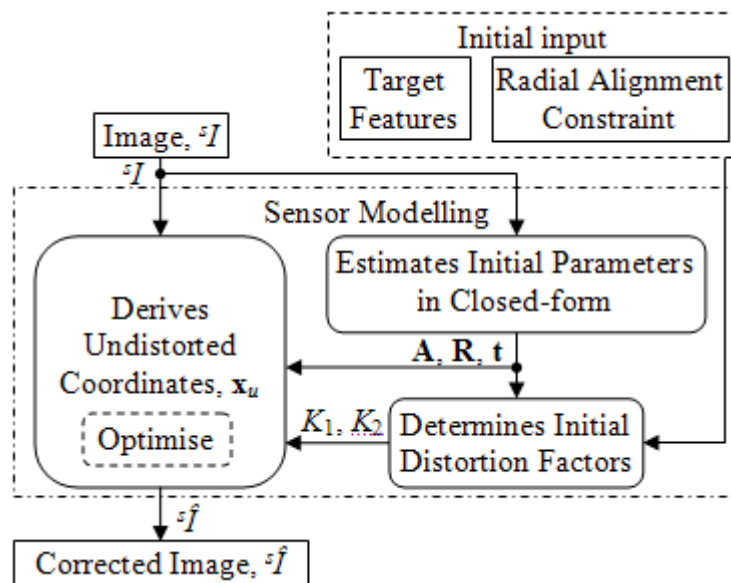 Initial input
Target
Features
Radial Alignment
Constraint
Image, ˢI
ˢI
Sensor Modelling
Estimates Initial Parameters
in Closed-form
Derives
Undistorted
Coordinates, xᵤ
Optimise
A, R, t
K₁, K₂
Determines Initial
Distortion Factors
ˢÎ
Corrected Image, ˢÎ